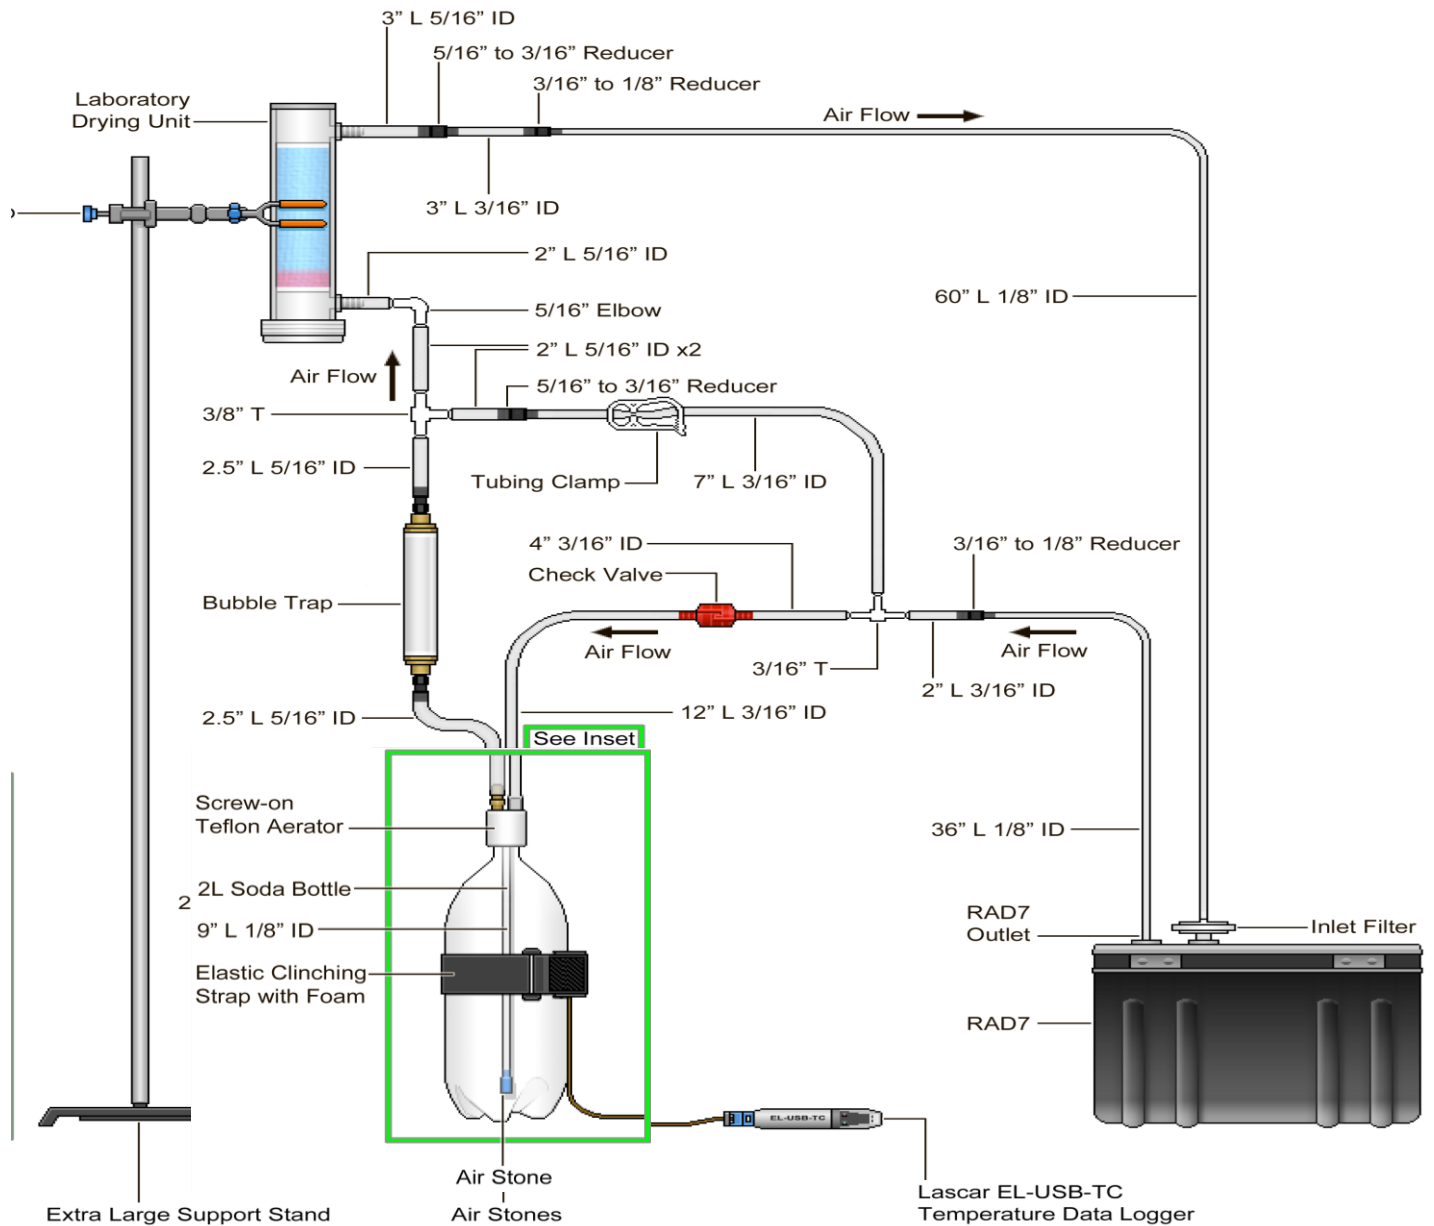 3” L 5/16” ID
5/16” to 3/16” Reducer
3/16” to 1/8” Reducer
Laboratory
Drying Unit
Air Flow
3” L 3/16” ID
2” L 5/16” ID
60” L 1/8” ID
5/16” Elbow
2” L 5/16” ID x2
Air Flow
5/16” to 3/16” Reducer
3/8” T
2.5” L 5/16” ID
Tubing Clamp
7” L 3/16” ID
4” 3/16” ID
3/16” to 1/8” Reducer
Check Valve
Bubble Trap
Air Flow
Air Flow
3/16” T
2” L 3/16” ID
2.5” L 5/16” ID
12” L 3/16” ID
See Inset
Screw-on
Teflon Aerator
36” L 1/8” ID
2L Soda Bottle
2
9” L 1/8” ID
RAD7
Outlet
Inlet Filter
Elastic Clinching
Strap with Foam
RAD7
EL-USB-TC
Air Stone
Air Stones
Lascar EL-USB-TC
Temperature Data Logger
Extra Large Support Stand